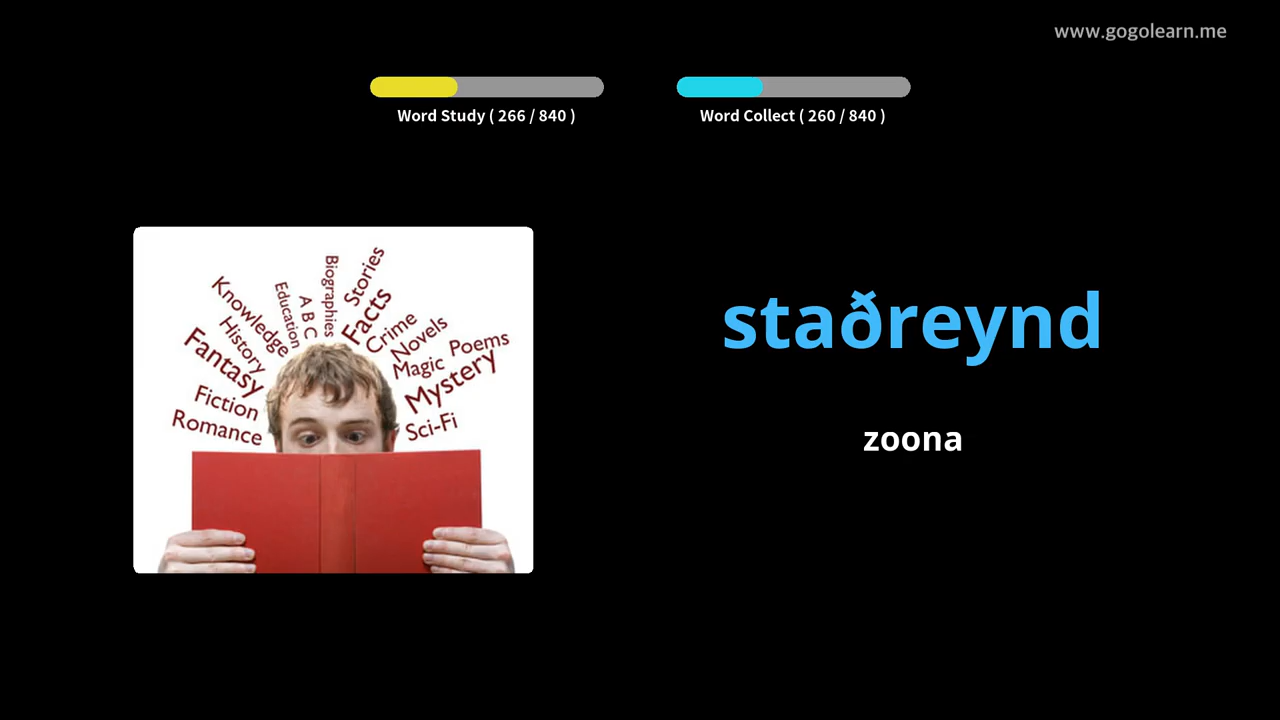 www.gogolearn.me
Word Study ( 266 / 840 )
Word Collect ( 260 / 840 )
Biographies
Stories
Education
A B C
Facts
Knowledge
Crime
History
Novels
Poems
Fantasy
Magic
Mystery
Fiction
Romance
Sci-Fi
staðreynd
zoona